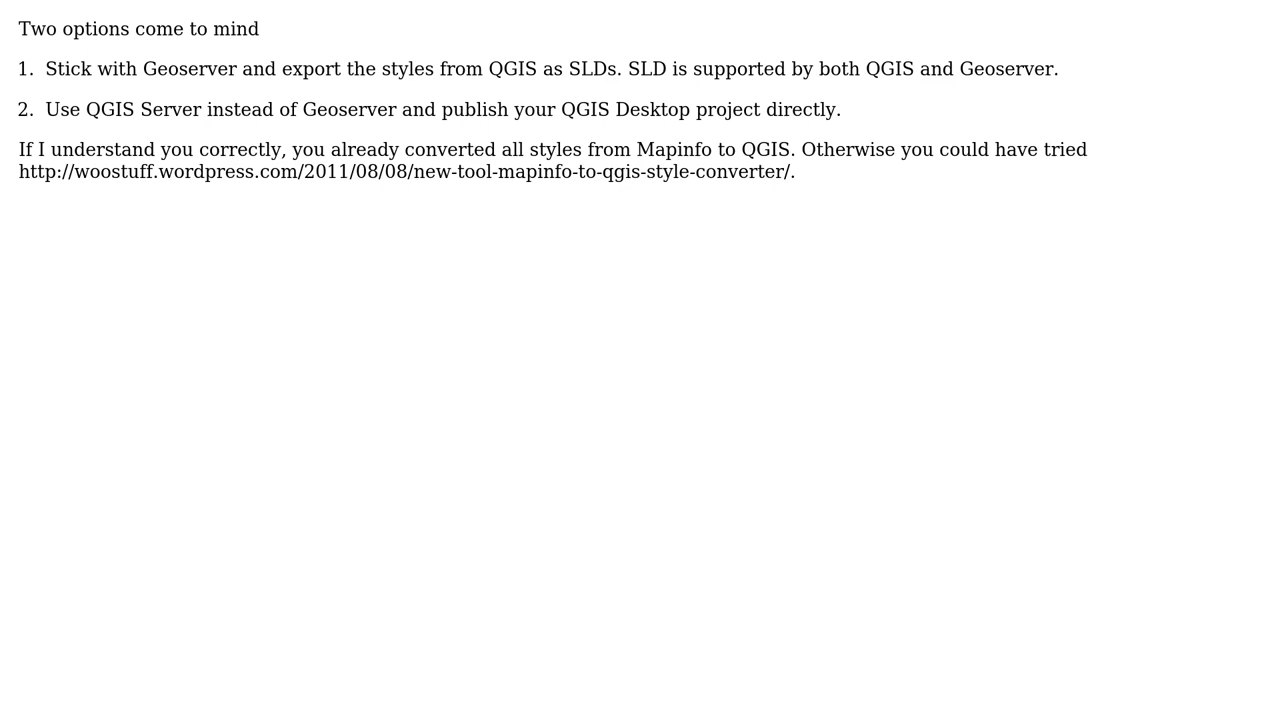 Two options come to mind
1. Stick with Geoserver and export the styles from QGIS as SLDs. SLD is supported by both QGIS and Geoserver.
2. Use QGIS Server instead of Geoserver and publish your QGIS Desktop project directly.
If I understand you correctly, you already converted all styles from Mapinfo to QGIS. Otherwise you could have tried
http://woostuff.wordpress.com/2011/08/08/new-tool-mapinfo-to-qgis-style-converter/.